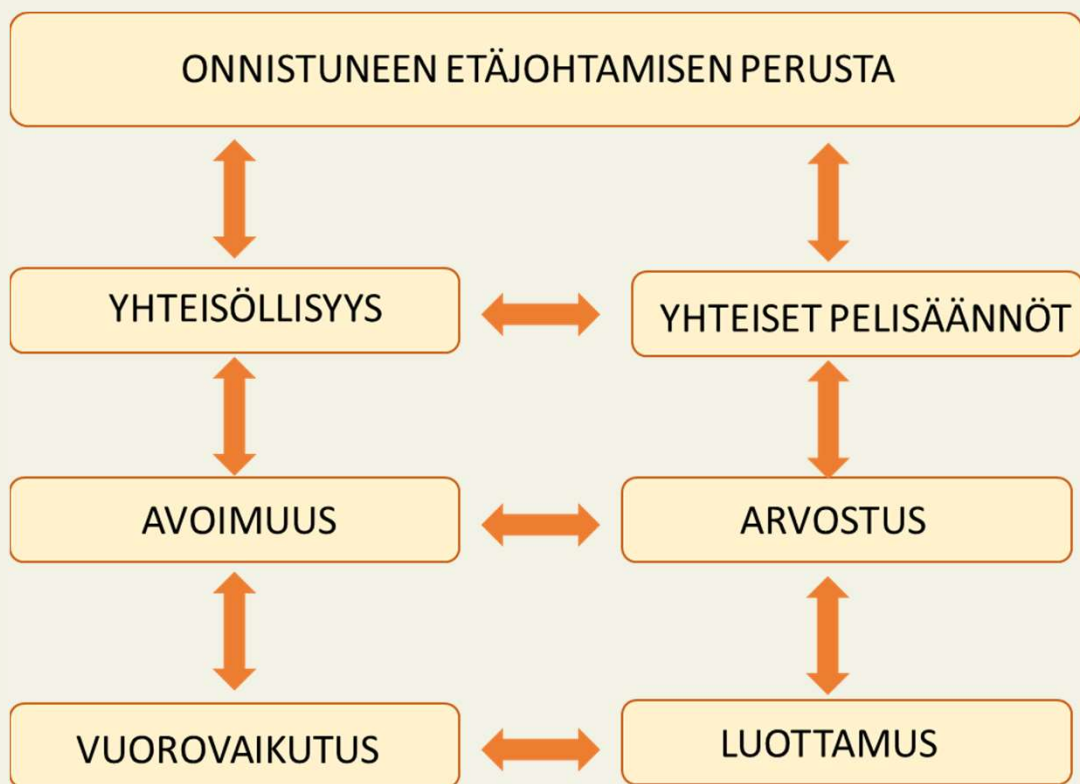 ONNISTUNEEN ETÄJOHTAMISEN PERUSTA
YHTEISÖLLISYYS
YHTEISET PELISÄÄNNÖT
AVOIMUUS
ARVOSTUS
VUOROVAIKUTUS
LUOTTAMUS